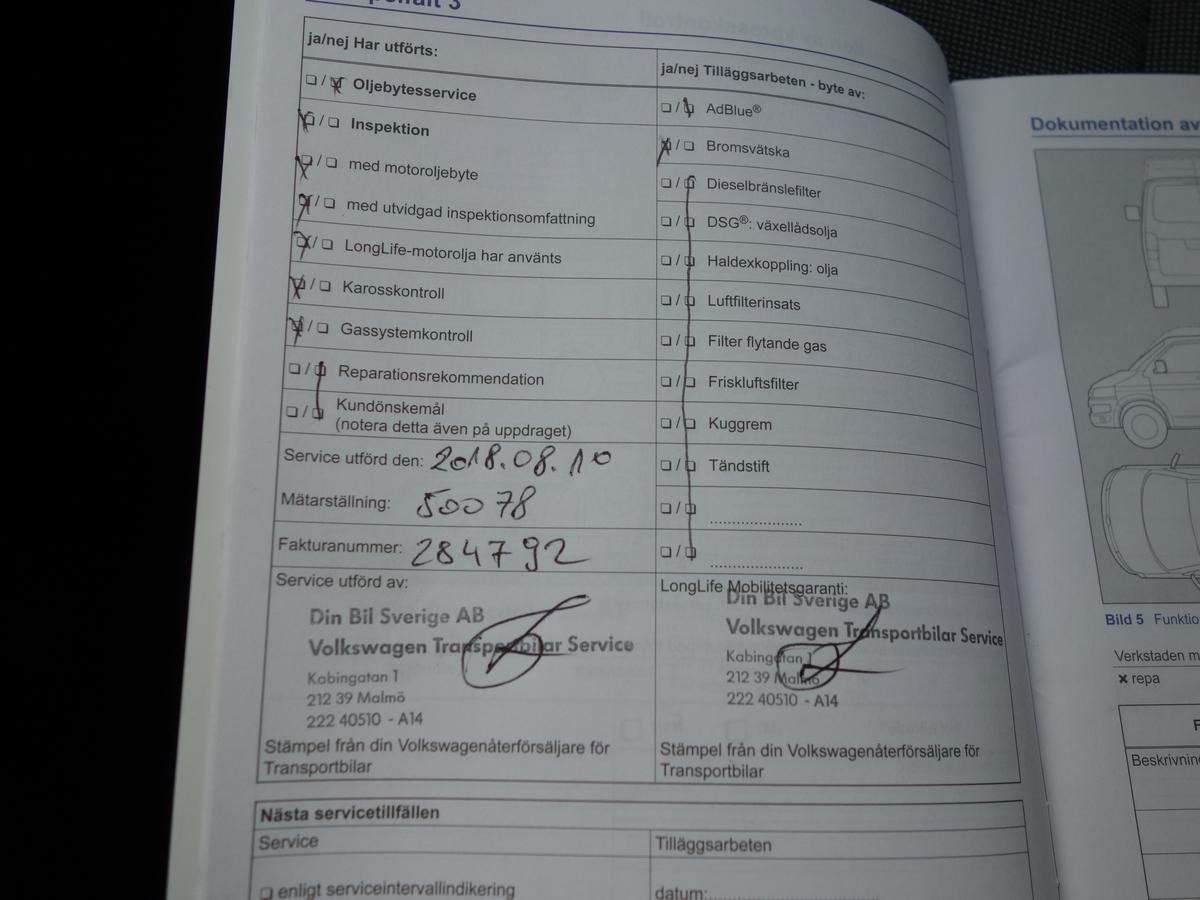 3
ja/nej Har utförts:
❏ / ❏ Oljebytesservice
❏ / ❏ Inspektion
❏ / ❏ med motoroljebyte
❏ / ❏ med utvidgad inspektionsomfattning
❏ / ❏ LongLife-motorolja har använts
❏ / ❏ Karosskontroll
❏ / ❏ Gassystemkontroll
❏ / ❏ Reparationsrekommendation
❏ / ❏ Kundönskemål
(notera detta även på uppdraget)
Service utförd den: 2018.08.10
Mätarställning: 50078
Fakturanummer: 284792
Service utförd av:
Din Bil Sverige AB
Volkswagen Transportbilar Service
Kabingatan 1
212 39 Malmö
222 40510 - A14
Stämpel från din Volkswagenåterförsäljare för
Transportbilar
ja/nej Tilläggsarbeten - byte av:
❏ / ❏ AdBlue®
❏ / ❏ Bromsvätska
❏ / ❏ Dieselbränslefilter
❏ / ❏ DSG®: växellådsolja
❏ / ❏ Haldexkoppling: olja
❏ / ❏ Luftfilterinsats
❏ / ❏ Filter flytande gas
❏ / ❏ Friskluftsfilter
❏ / ❏ Kuggrem
❏ / ❏ Tändstift
❏ / ❏ .....................
❏ / ❏ .....................
LongLife Mobilitetsgaranti:
Din Bil Sverige AB
Volkswagen Transportbilar Service
Kabingatan 1
212 39 Malmö
222 40510 - A14
Stämpel från din Volkswagenåterförsäljare för
Transportbilar
Nästa servicetillfällen
Service
❏ enligt serviceintervallindikering
Tilläggsarbeten
datum:
Dokumentation av
Bild 5 Funktio
Verkstaden m
✖ repa
F
Beskrivnin